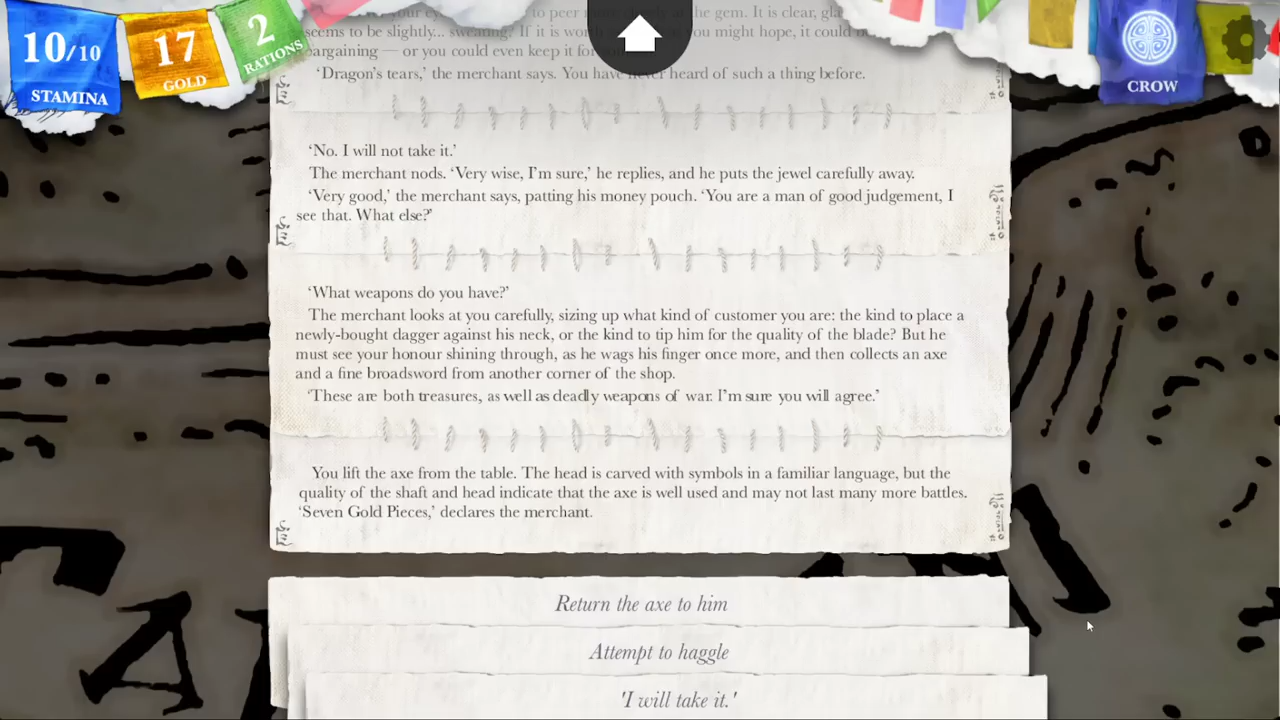 10/10
STAMINA
17
GOLD
2
RATIONS
CROW
to peer closely at the gem. It is clear,
seems to be slightly... sweating? If it is you might hope, it could
bargaining — or you could even keep it
‘Dragon's tears,’ the merchant says. You have never heard of such a thing before.
‘No. I will not take it.’
The merchant nods. ‘Very wise, I'm sure,’ he replies, and he puts the jewel carefully away.
‘Very good,’ the merchant says, patting his money pouch. ‘You are a man of good judgement, I
see that. What else?’
‘What weapons do you have?’
The merchant looks at you carefully, sizing up what kind of customer you are: the kind to place a
newly-bought dagger against his neck, or the kind to tip him for the quality of the blade? But he
must see your honour shining through, as he wags his finger once more, and then collects an axe
and a fine broadsword from another corner of the shop.
‘These are both treasures, as well as deadly weapons of war. I'm sure you will agree.’
You lift the axe from the table. The head is carved with symbols in a familiar language, but the
quality of the shaft and head indicate that the axe is well used and may not last many more battles.
‘Seven Gold Pieces,’ declares the merchant.
Return the axe to him
Attempt to haggle
'I will take it.'